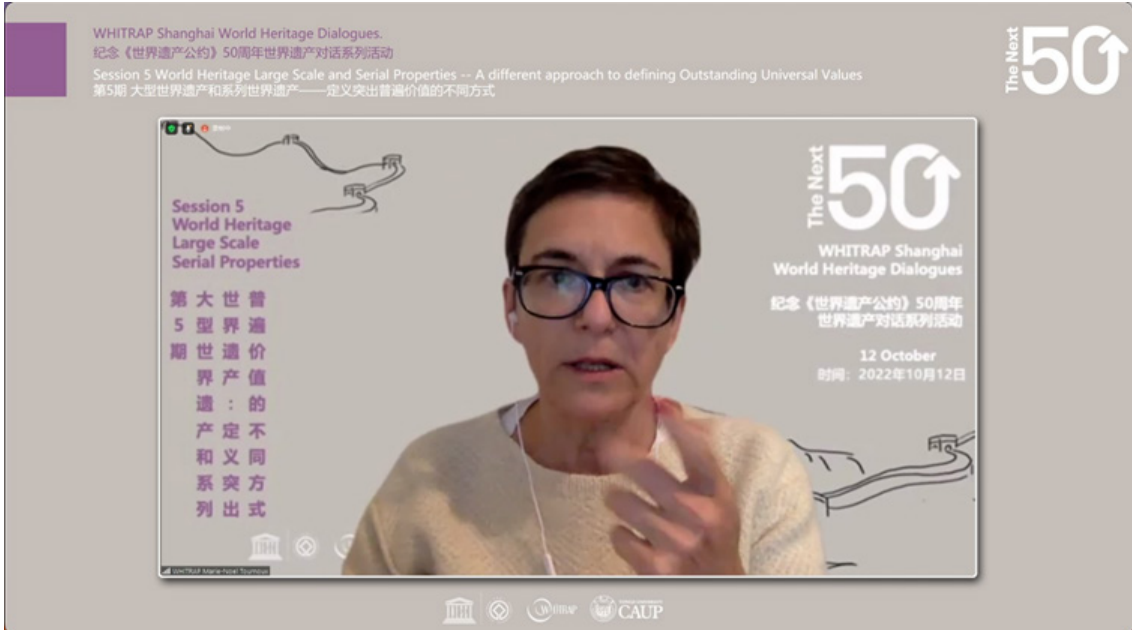 WHITRAP Shanghai World Heritage Dialogues.
纪念《世界遗产公约》50周年世界遗产对话系列活动
Session 5 World Heritage Large Scale and Serial Properties -- A different approach to defining Outstanding Universal Values
第5期 大型世界遗产和系列世界遗产——定义突出普遍价值的不同方式
The Next
50
Session 5
World Heritage
Large Scale
Serial Properties
第5期
大型世界遗产和系列
世界遗产:定义突出
普遍价值的不同方式
The Next
50
WHITRAP Shanghai
World Heritage Dialogues
纪念《世界遗产公约》50周年
世界遗产对话系列活动
12 October
时间：2022年10月12日
WHITRAP Marie-Noel Tournoux
WHITRAP
CAUP